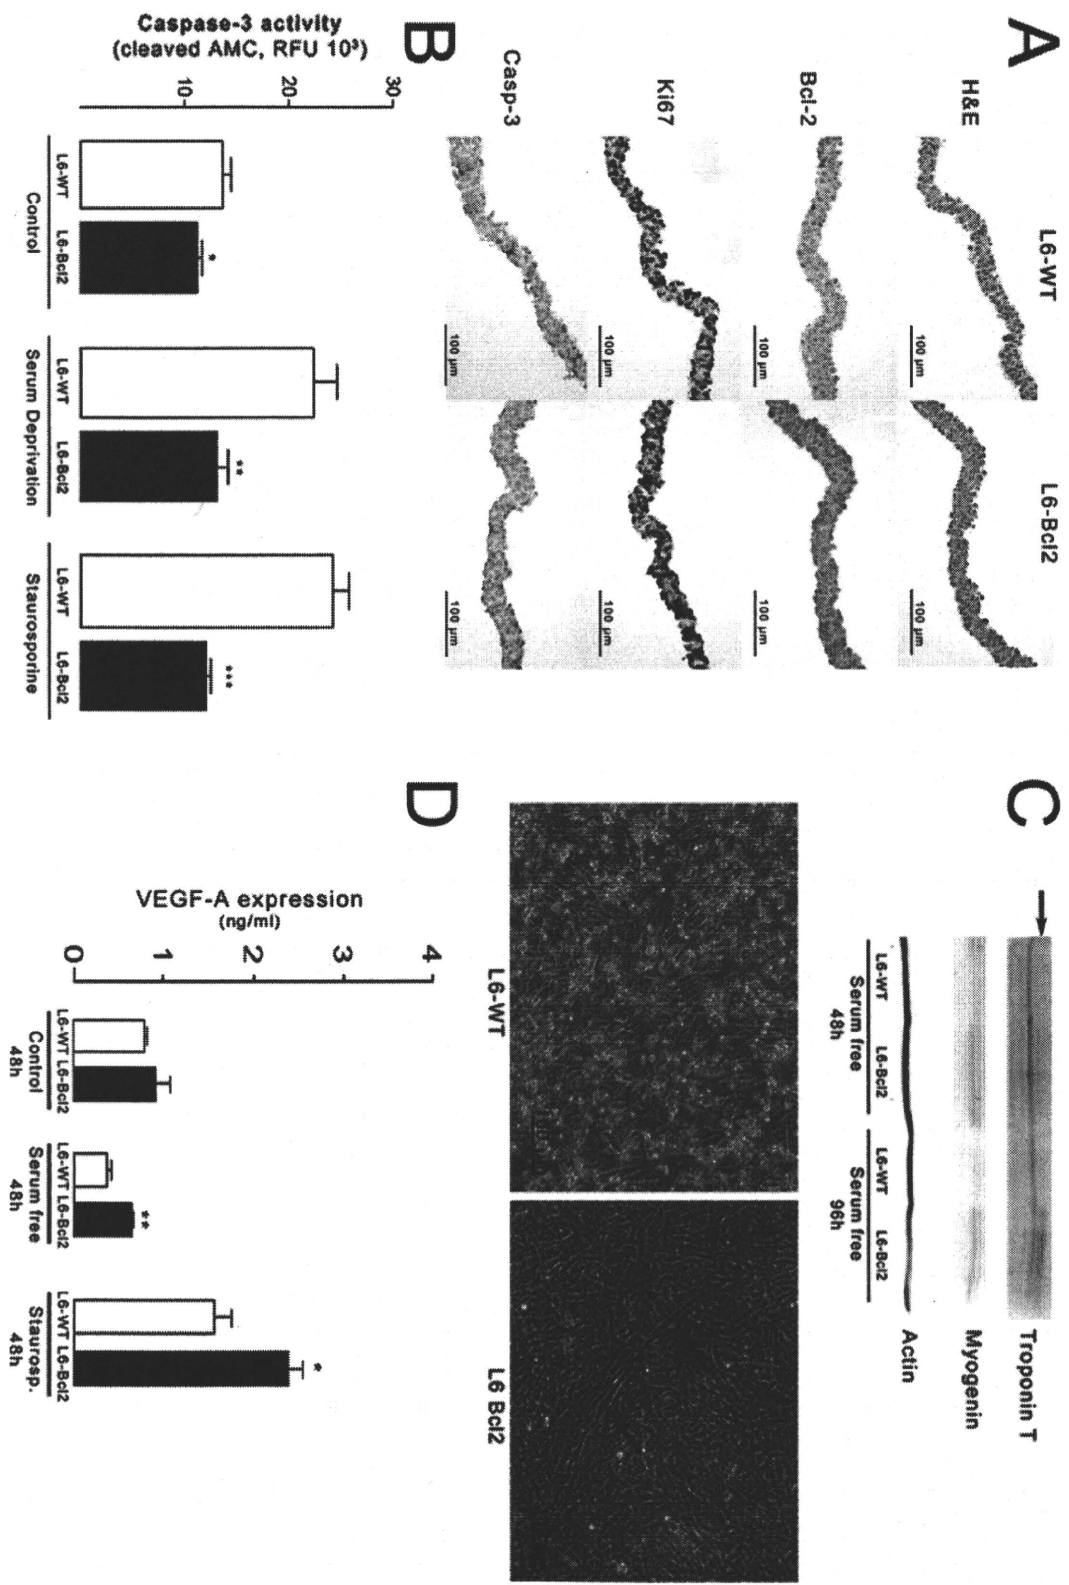 A
L6-WT
L6-Bcl2
H&E
100 µm
100 µm
Bcl-2
100 µm
100 µm
Ki67
100 µm
100 µm
Casp-3
100 µm
100 µm
B
Caspase-3 activity
(cleaved AMC, RFU 10³)
30
20
10
*
**
***
L6-WT
L6-Bcl2
L6-WT
L6-Bcl2
L6-WT
L6-Bcl2
Control
Serum Deprivation
Staurosporine
C
Troponin T
Myogenin
L6-WT
L6-Bcl2
L6-WT
L6-Bcl2
Serum free
48h
Serum free
96h
Actin
L6-WT
L6 Bcl2
D
VEGF-A expression
(ng/ml)
4
3
2
1
0
**
*
L6-WT L6-Bcl2
L6-WT L6-Bcl2
L6-WT L6-Bcl2
Control
48h
Serum free
48h
Staurosp.
48h